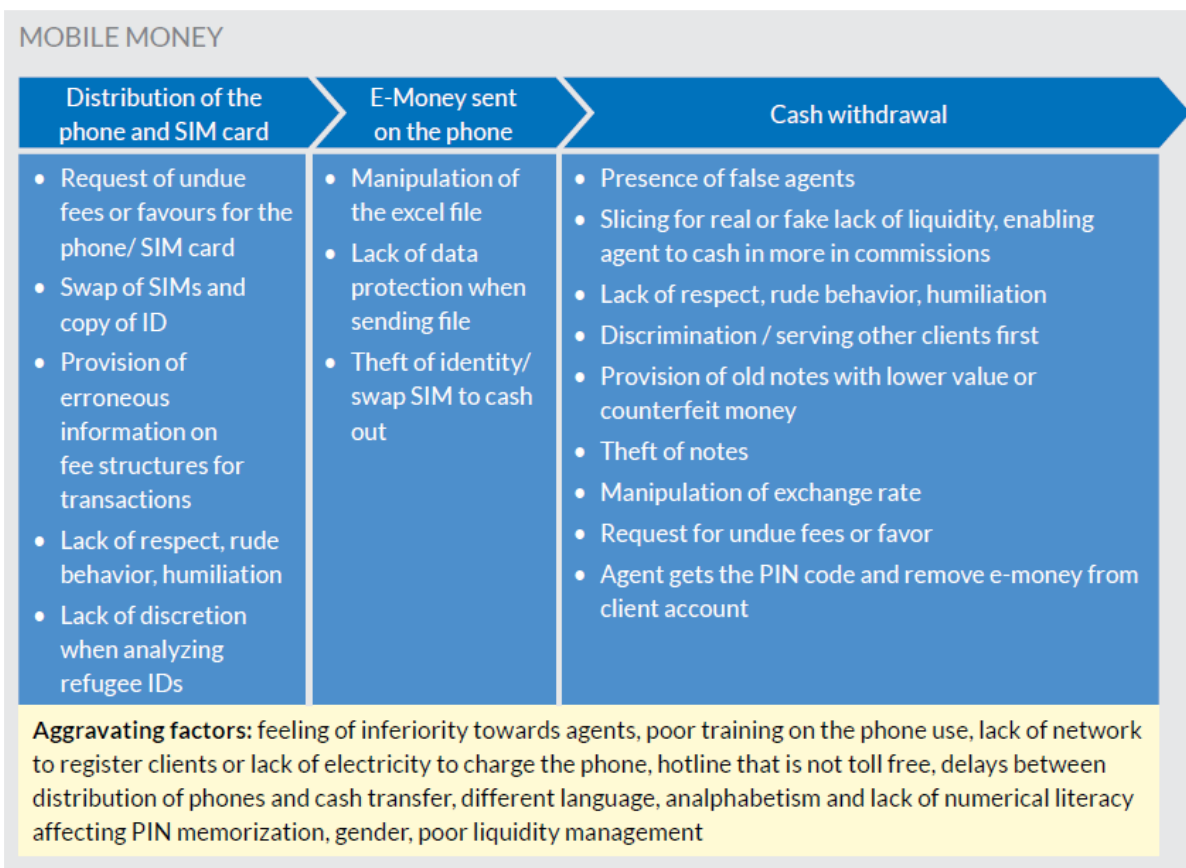 MOBILE MONEY
Distribution of the
phone and SIM card
E-Money sent
on the phone
Cash withdrawal
• Request of undue
fees or favours for the
phone/ SIM card
• Swap of SIMs and
copy of ID
• Provision of
erroneous
information on
fee structures for
transactions
• Lack of respect, rude
behavior, humiliation
• Lack of discretion
when analyzing
refugee IDs
• Manipulation of
the excel file
• Lack of data
protection when
sending file
• Theft of identity/
swap SIM to cash
out
• Presence of false agents
• Slicing for real or fake lack of liquidity, enabling
agent to cash in more in commissions
• Lack of respect, rude behavior, humiliation
• Discrimination / serving other clients first
• Provision of old notes with lower value or
counterfeit money
• Theft of notes
• Manipulation of exchange rate
• Request for undue fees or favor
• Agent gets the PIN code and remove e-money from
client account
Aggravating factors: feeling of inferiority towards agents, poor training on the phone use, lack of network
to register clients or lack of electricity to charge the phone, hotline that is not toll free, delays between
distribution of phones and cash transfer, different language, analphabetism and lack of numerical literacy
affecting PIN memorization, gender, poor liquidity management